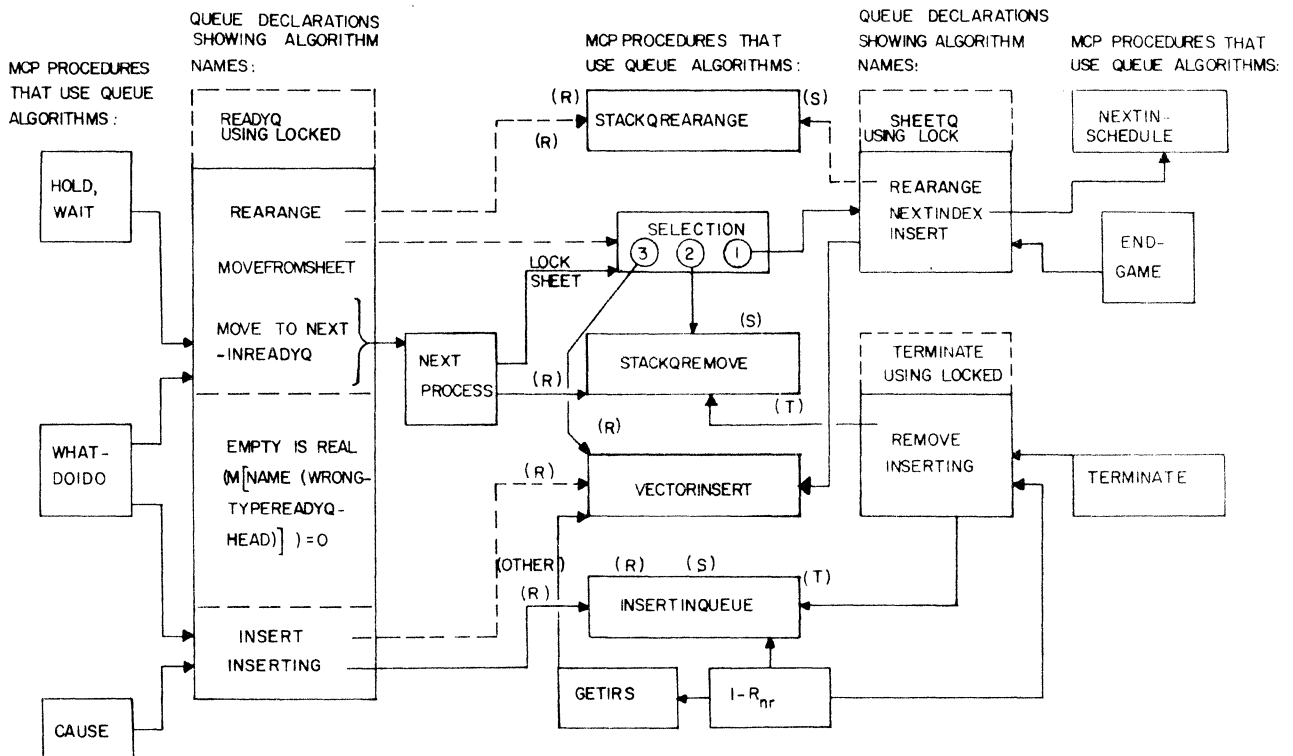 QUEUE DECLARATIONS
SHOWING ALGORITHM
NAMES:
MCP PROCEDURES
THAT USE QUEUE
ALGORITHMS:
MCP PROCEDURES THAT
USE QUEUE ALGORITHMS:
QUEUE DECLARATIONS
SHOWING ALGORITHM
NAMES:
MCP PROCEDURES THAT
USE QUEUE ALGORITHMS:
HOLD,
WAIT
WHAT-
DOIDO
CAUSE
READYQ
USING LOCKED
REARANGE
MOVEFROMSHEET
MOVE TO NEXT
-INREADYQ
EMPTY IS REAL
(M[NAME (WRONG-
TYPEREADYQ-
HEAD)] ) = 0
INSERT
INSERTING
NEXT
PROCESS
LOCK
SHEET
(R)
(R)
(S)
STACKQREARANGE
SELECTION
3 2 1
(S)
STACKQREMOVE
(R)
(T)
(R)
(R)
VECTORINSERT
(OTHER)
(R)
(R) (S)
(T)
INSERTINQUEUE
GETIRS
I-Rnr
SHEETQ
USING LOCK
REARANGE
NEXTINDEX
INSERT
TERMINATE
USING LOCKED
REMOVE
INSERTING
NEXTIN-
SCHEDULE
END-
GAME
TERMINATE